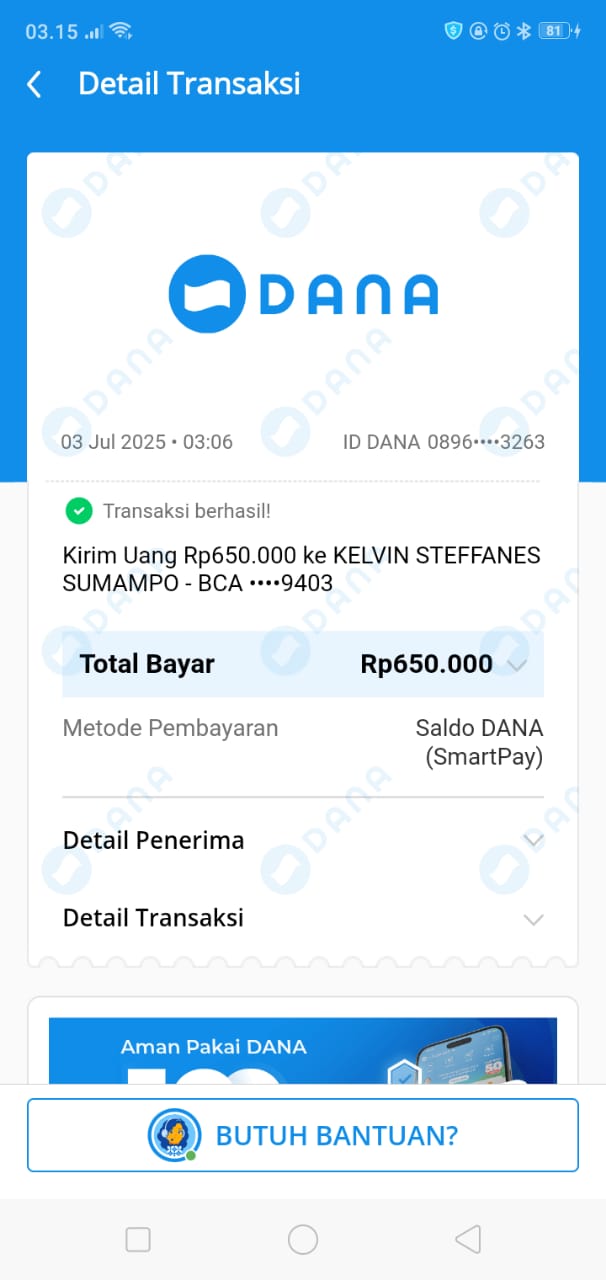 03.15
81
Detail Transaksi
DANA
03 Jul 2025 • 03:06
ID DANA 0896••••3263
Transaksi berhasil!
Kirim Uang Rp650.000 ke KELVIN STEFFANES
SUMAMPO - BCA ••••9403
Total Bayar
Rp650.000
Metode Pembayaran
Saldo DANA
(SmartPay)
Detail Penerima
Detail Transaksi
Aman Pakai DANA
BUTUH BANTUAN?